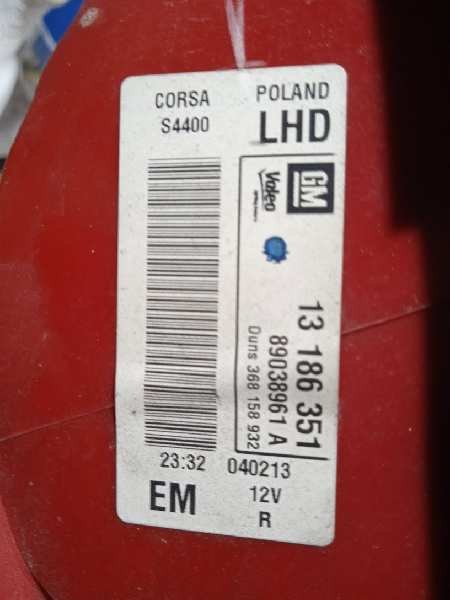 CORSA POLAND
S4400 LHD
GM
Valeo
13 186 351
89038961 A
Duns 368 158 932
23:32 040213
EM 12V
R